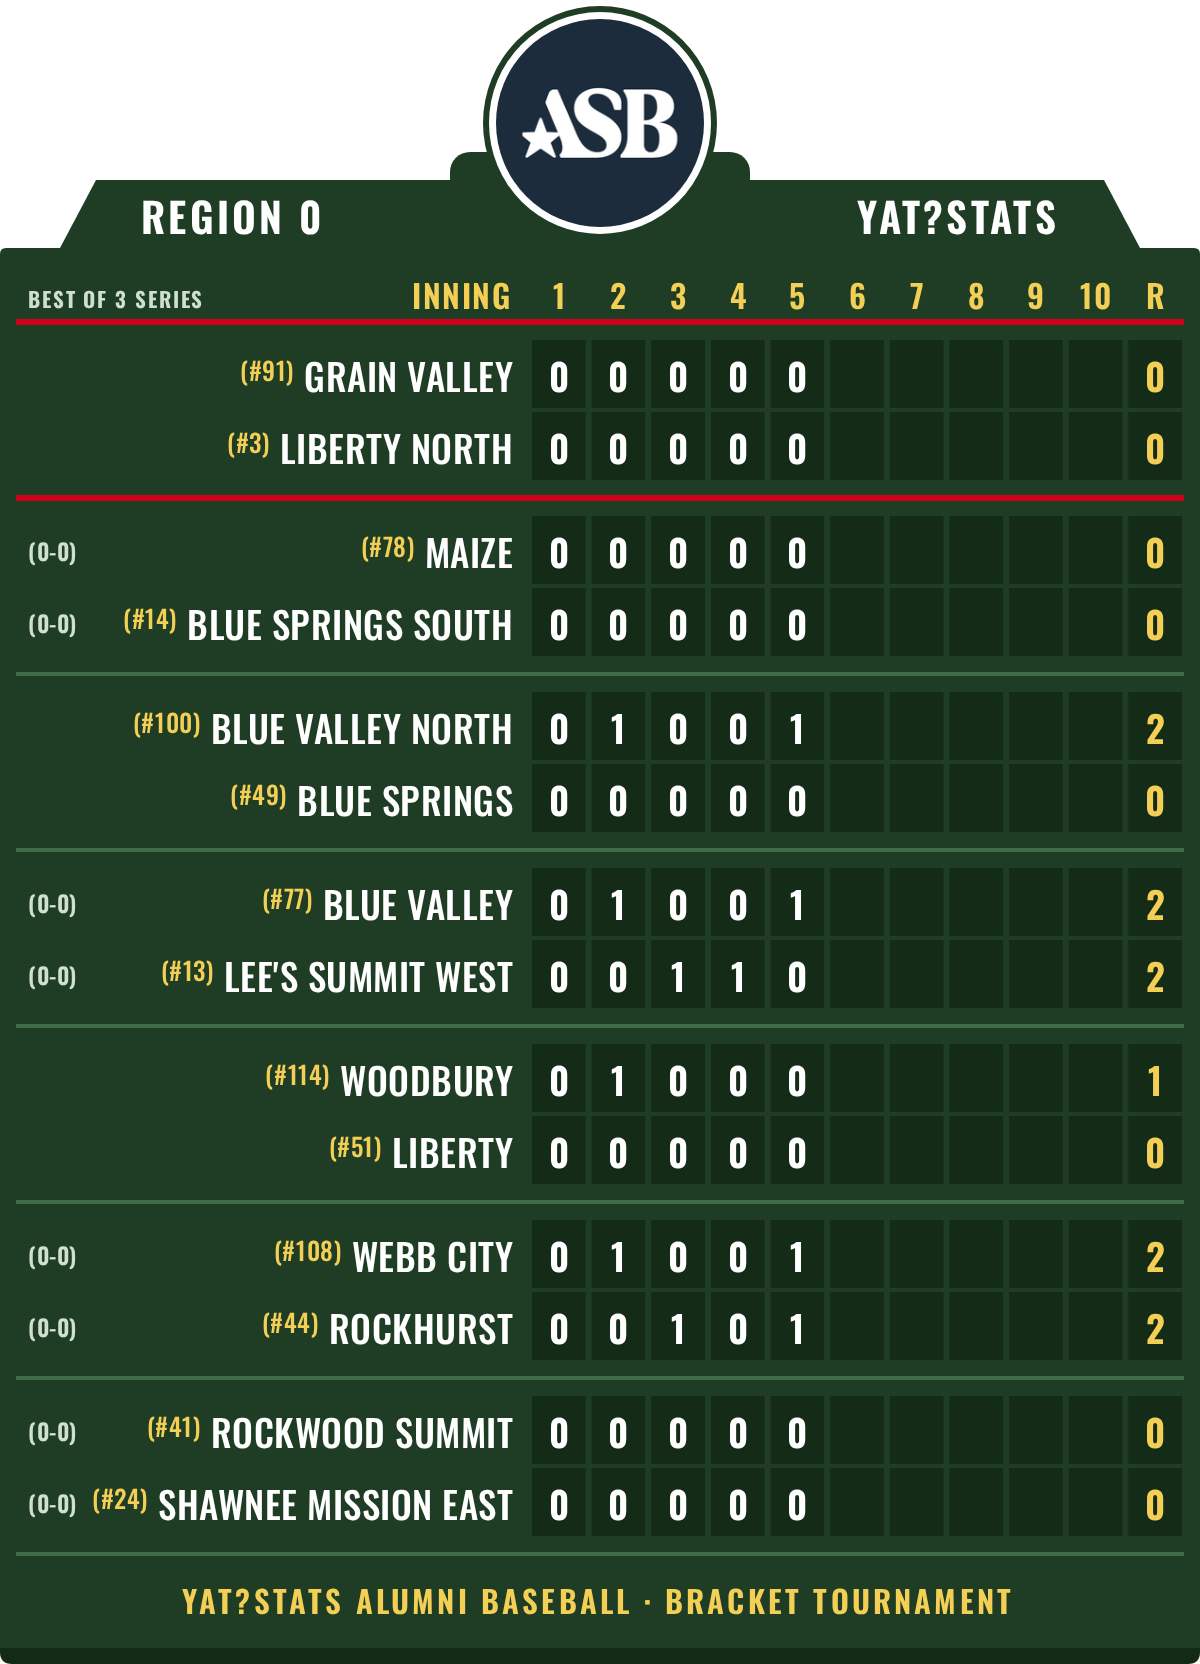 ASB
REGION 0 YAT?STATS
BEST OF 3 SERIES INNING 1 2 3 4 5 6 7 8 9 10 R
(#91) GRAIN VALLEY 0 0 0 0 0 0
(#3) LIBERTY NORTH 0 0 0 0 0 0
(0-0) (#78) MAIZE 0 0 0 0 0 0
(0-0) (#14) BLUE SPRINGS SOUTH 0 0 0 0 0 0
(#100) BLUE VALLEY NORTH 0 1 0 0 1 2
(#49) BLUE SPRINGS 0 0 0 0 0 0
(0-0) (#77) BLUE VALLEY 0 1 0 0 1 2
(0-0) (#13) LEE'S SUMMIT WEST 0 0 1 1 0 2
(#114) WOODBURY 0 1 0 0 0 1
(#51) LIBERTY 0 0 0 0 0 0
(0-0) (#108) WEBB CITY 0 1 0 0 1 2
(0-0) (#44) ROCKHURST 0 0 1 0 1 2
(0-0) (#41) ROCKWOOD SUMMIT 0 0 0 0 0 0
(0-0) (#24) SHAWNEE MISSION EAST 0 0 0 0 0 0
YAT?STATS ALUMNI BASEBALL · BRACKET TOURNAMENT